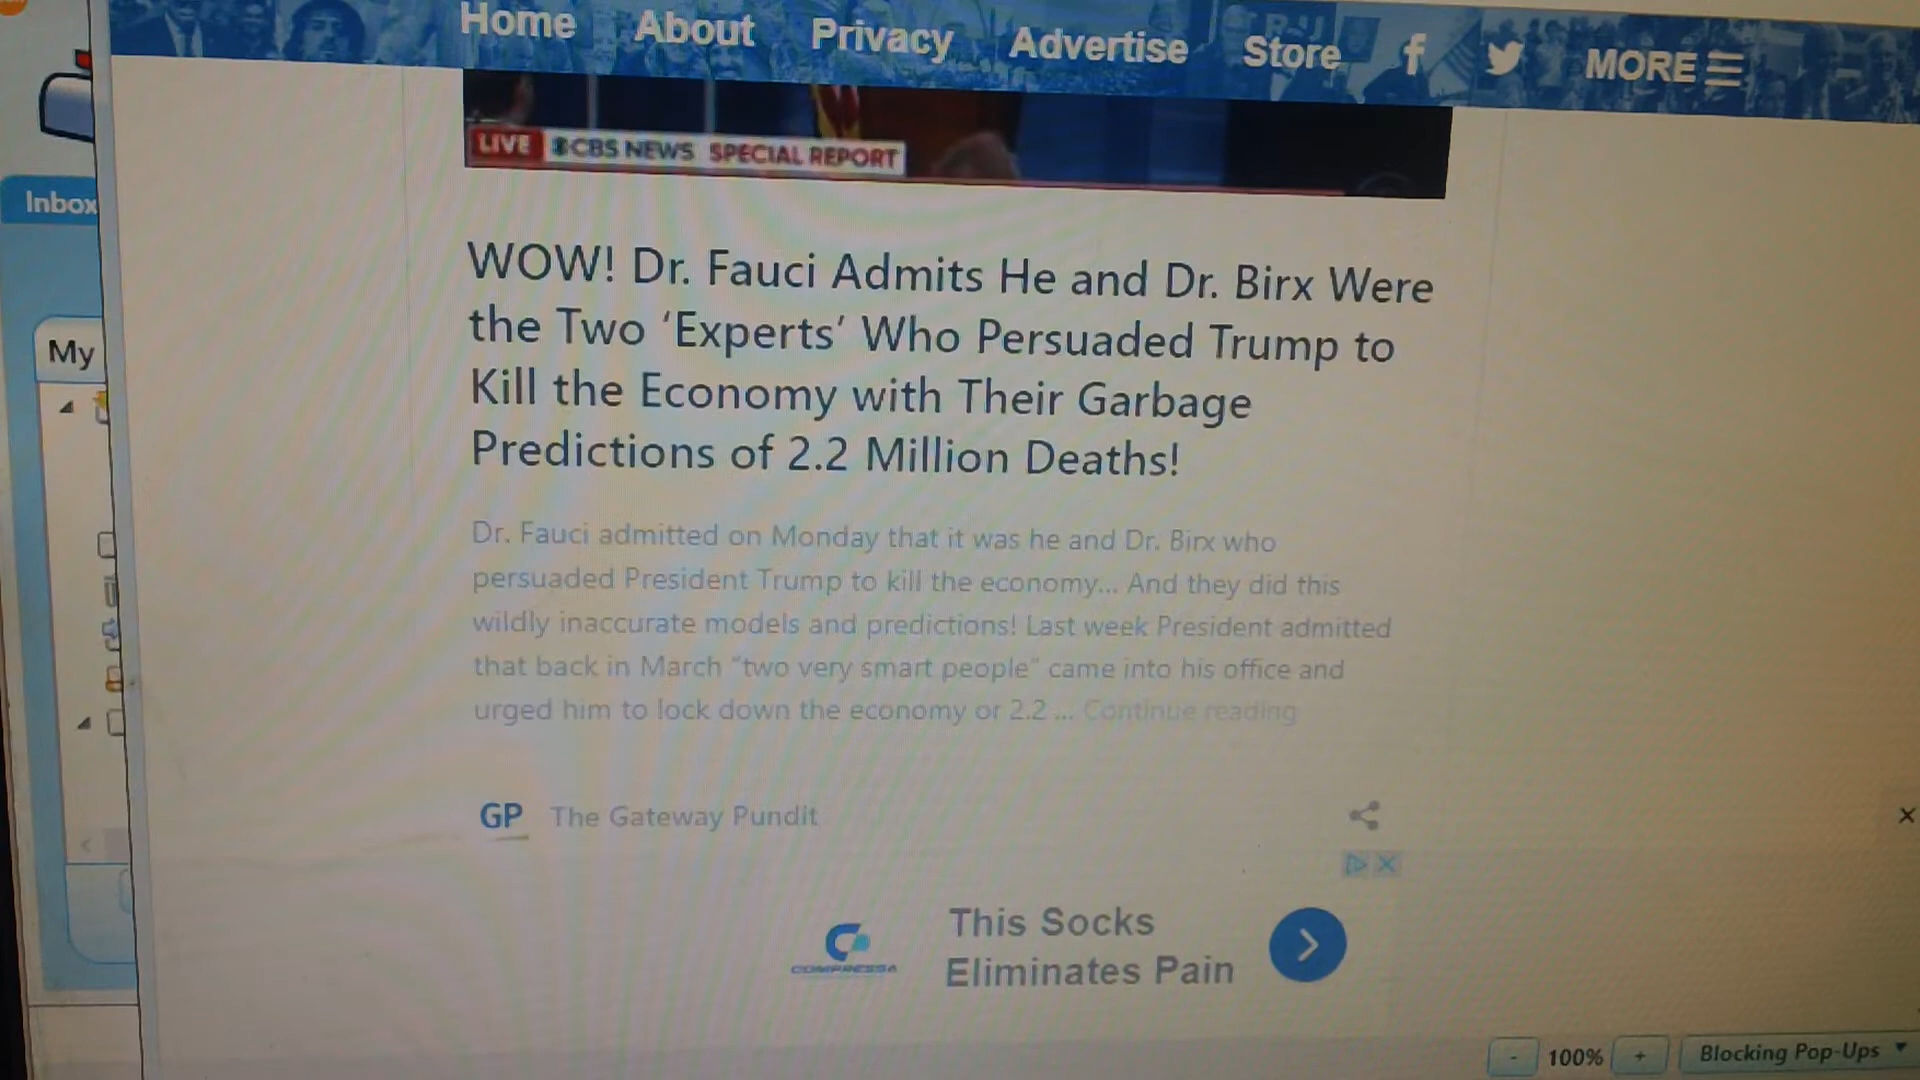 Home About Privacy Advertise Store f MORE
LIVE CBS NEWS SPECIAL REPORT
Inbox
My
WOW! Dr. Fauci Admits He and Dr. Birx Were
the Two ‘Experts’ Who Persuaded Trump to
Kill the Economy with Their Garbage
Predictions of 2.2 Million Deaths!
Dr. Fauci admitted on Monday that it was he and Dr. Birx who
persuaded President Trump to kill the economy... And they did this
wildly inaccurate models and predictions! Last week President admitted
that back in March “two very smart people” came into his office and
urged him to lock down the economy or 2.2 ... Continue reading
GP The Gateway Pundit
COMPRESSA
This Socks
Eliminates Pain
- 100% + Blocking Pop-Ups